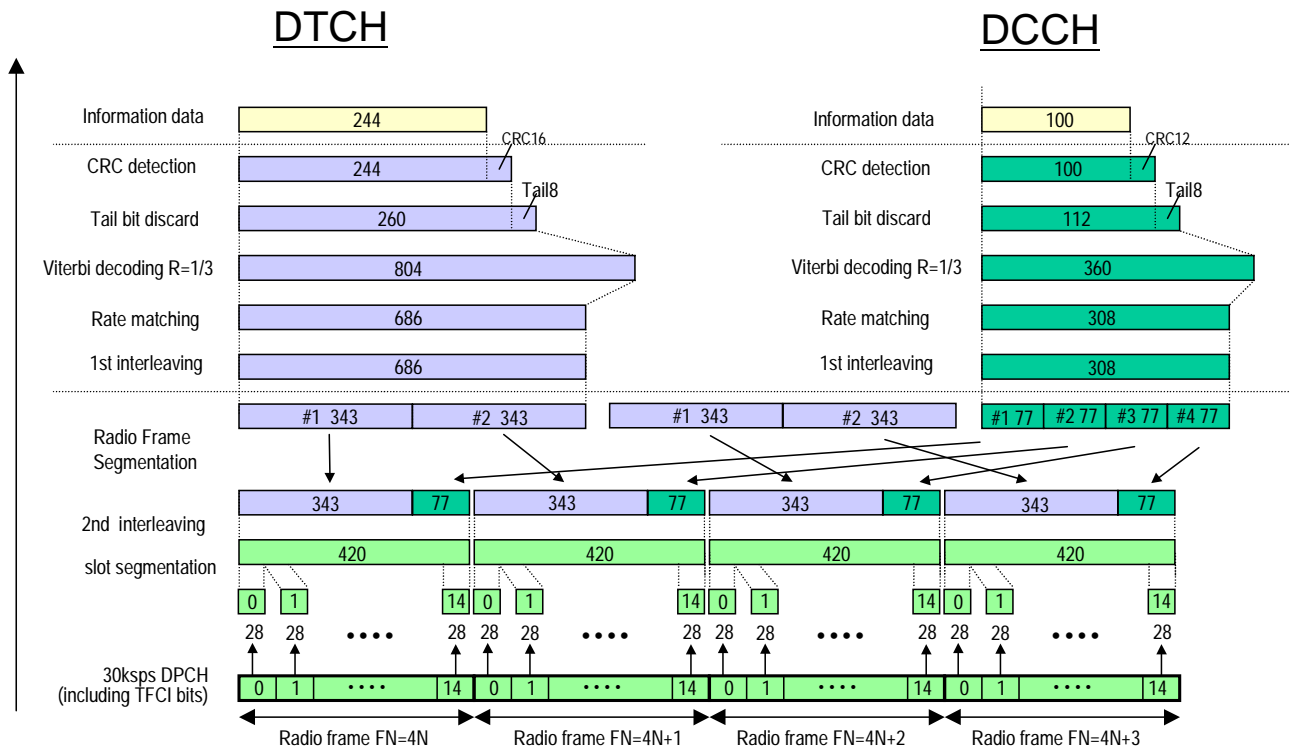 DTCH DCCH
Information data 244 Information data 100
CRC16 CRC12
CRC detection 244 CRC detection 100
Tail8 Tail8
Tail bit discard 260 Tail bit discard 112
Viterbi decoding R=1/3 804 Viterbi decoding R=1/3 360
Rate matching 686 Rate matching 308
1st interleaving 686 1st interleaving 308
#1 343 #2 343 #1 343 #2 343 #1 77 #2 77 #3 77 #4 77
Radio Frame
Segmentation
343 77 343 77 343 77 343 77
2nd interleaving
420 420 420 420
slot segmentation
0 1 14 0 1 14 0 1 14 0 1 14
28 28 •••• 28 28 28 •••• 28 28 28 •••• 28 28 28 •••• 28
30ksps DPCH
(including TFCI bits)
0 1 •••• 14 0 1 •••• 14 0 1 •••• 14 0 1 •••• 14
Radio frame FN=4N Radio frame FN=4N+1 Radio frame FN=4N+2 Radio frame FN=4N+3